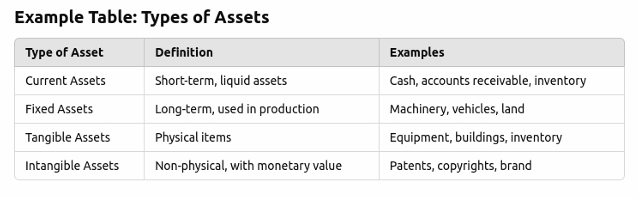 Example Table: Types of Assets
Type of Asset Definition Examples
Current Assets Short-term, liquid assets Cash, accounts receivable, inventory
Fixed Assets Long-term, used in production Machinery, vehicles, land
Tangible Assets Physical items Equipment, buildings, inventory
Intangible Assets Non-physical, with monetary value Patents, copyrights, brand